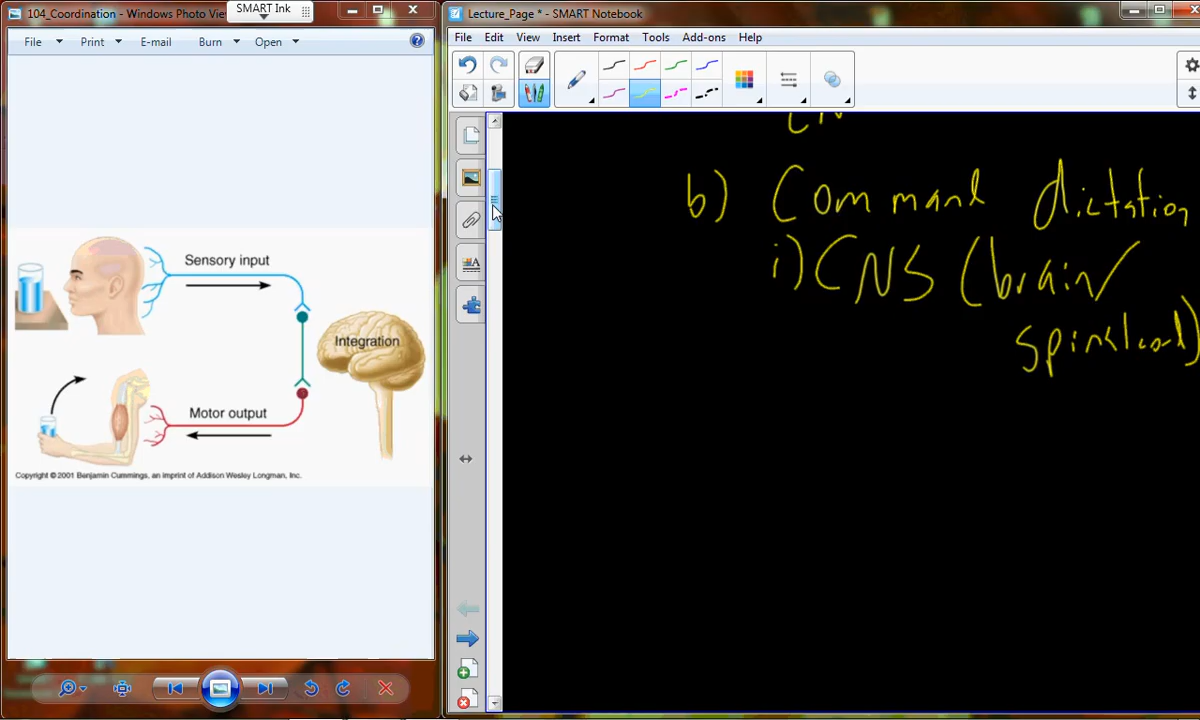 104_Coordination - Windows Photo Vie
SMART Ink
File Print E-mail Burn Open
Sensory input
Integration
Motor output
Copyright © 2001 Benjamin Cummings, an imprint of Addison Wesley Longman, Inc.
Lecture_Page * - SMART Notebook
File Edit View Insert Format Tools Add-ons Help
b) Command dictation
i) CNS (brain/
spinal cord)